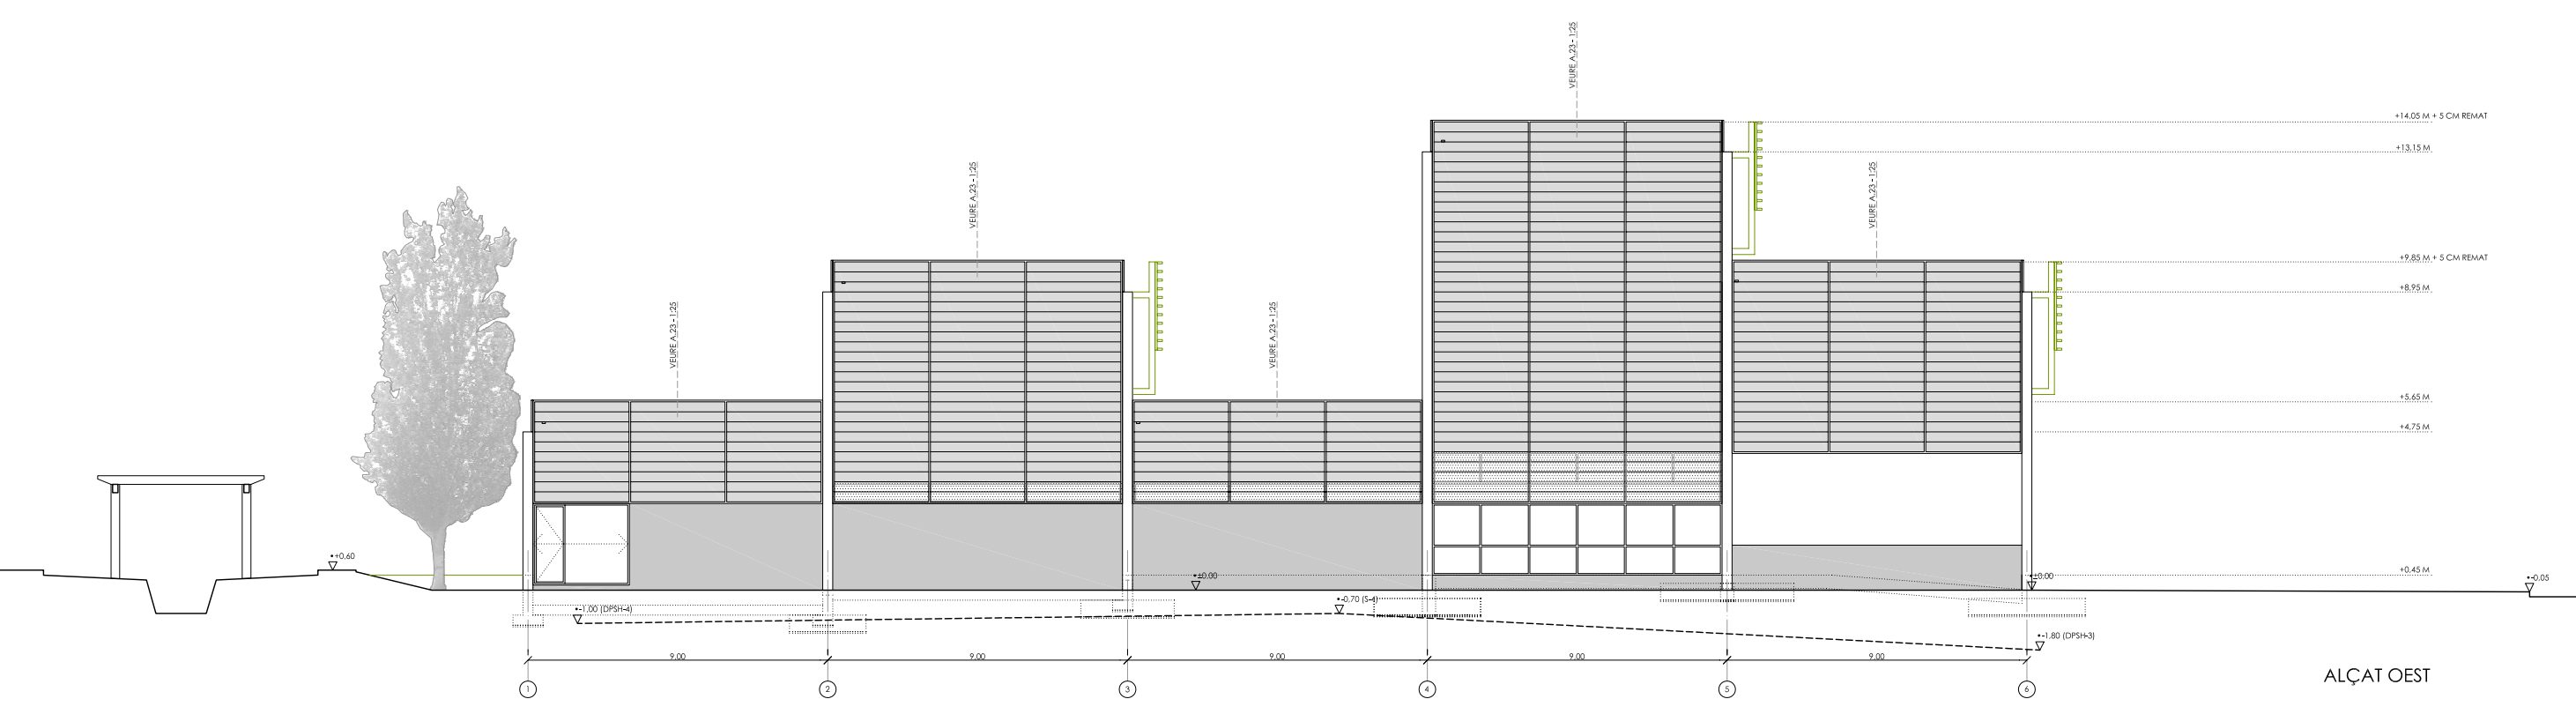 VEURE A.23 - 1:25
+14,05 M + 5 CM REMAT
+13,15 M
VEURE A.23 - 1:25
VEURE A.23 - 1:25
+9,85 M + 5 CM REMAT
+8,95 M
VEURE A.23 - 1:25
VEURE A.23 - 1:25
+5,65 M
+4,75 M
+0,60
+0,45 M
±0,00
±0,00
-0,05
-1,00 (DPSH-4)
-0,70 (S-4)
-1,80 (DPSH-3)
9,00
9,00
9,00
9,00
9,00
ALÇAT OEST
1
2
3
4
5
6